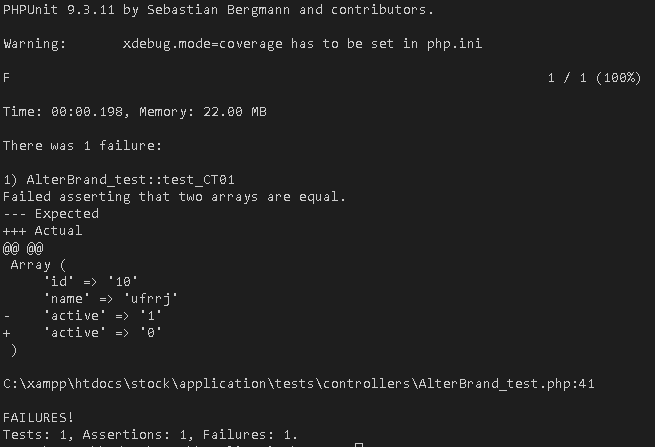 PHPUnit 9.3.11 by Sebastian Bergmann and contributors.
Warning:       xdebug.mode=coverage has to be set in php.ini
F                                                                   1 / 1 (100%)
Time: 00:00.198, Memory: 22.00 MB
There was 1 failure:
1) AlterBrand_test::test_CT01
Failed asserting that two arrays are equal.
--- Expected
+++ Actual
@@ @@
 Array (
     'id' => '10'
     'name' => 'ufrrj'
-    'active' => '1'
+    'active' => '0'
 )
C:\xampp\htdocs\stock\application\tests\controllers\AlterBrand_test.php:41
FAILURES!
Tests: 1, Assertions: 1, Failures: 1.